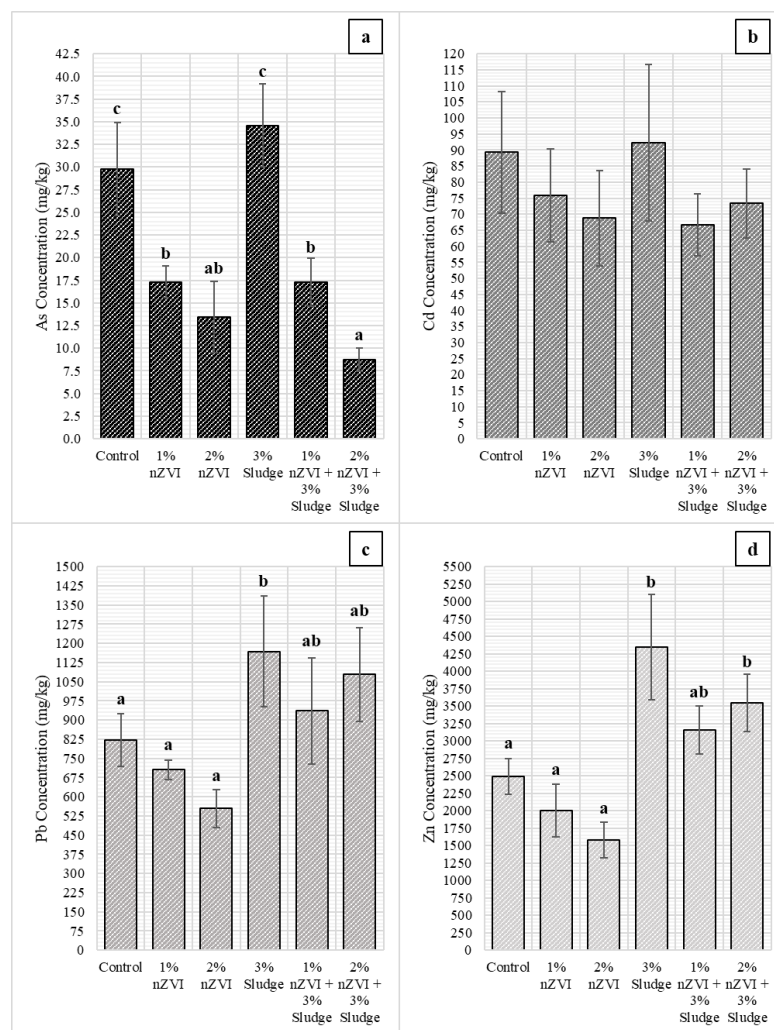 a
As Concentration (mg/kg)
42.5
40.0
37.5
35.0
32.5
30.0
27.5
25.0
22.5
20.0
17.5
15.0
12.5
10.0
7.5
5.0
2.5
0.0
c
b
ab
c
b
a
Control
1%
nZVI
2%
nZVI
3%
Sludge
1%
nZVI +
3%
Sludge
2%
nZVI +
3%
Sludge
b
Cd Concentration (mg/kg)
120
115
110
105
100
95
90
85
80
75
70
65
60
55
50
45
40
35
30
25
20
15
10
5
0
Control
1%
nZVI
2%
nZVI
3%
Sludge
1%
nZVI +
3%
Sludge
2%
nZVI +
3%
Sludge
c
Pb Concentration (mg/kg)
1500
1425
1350
1275
1200
1125
1050
975
900
825
750
675
600
525
450
375
300
225
150
75
0
a
a
a
b
ab
ab
Control
1%
nZVI
2%
nZVI
3%
Sludge
1%
nZVI +
3%
Sludge
2%
nZVI +
3%
Sludge
d
Zn Concentration (mg/kg)
5500
5250
5000
4750
4500
4250
4000
3750
3500
3250
3000
2750
2500
2250
2000
1750
1500
1250
1000
750
500
250
0
a
a
a
b
ab
b
Control
1%
nZVI
2%
nZVI
3%
Sludge
1%
nZVI +
3%
Sludge
2%
nZVI +
3%
Sludge